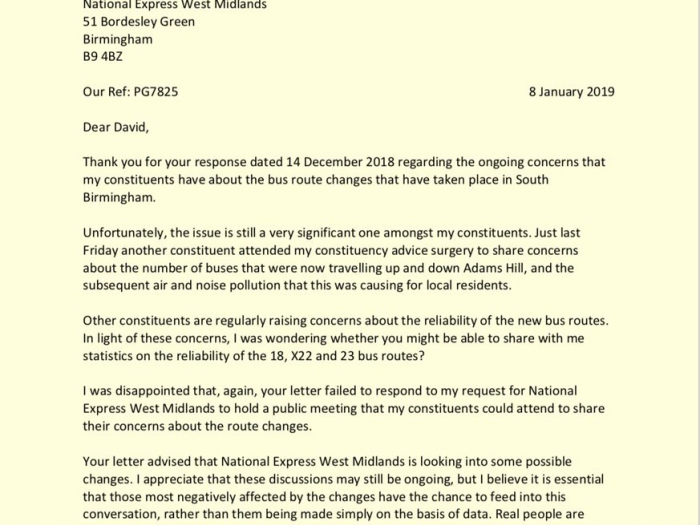 National Express West Midlands
51 Bordesley Green
Birmingham
B9 4BZ
Our Ref: PG7825 8 January 2019
Dear David,
Thank you for your response dated 14 December 2018 regarding the ongoing concerns that
my constituents have about the bus route changes that have taken place in South
Birmingham.
Unfortunately, the issue is still a very significant one amongst my constituents. Just last
Friday another constituent attended my constituency advice surgery to share concerns
about the number of buses that were now travelling up and down Adams Hill, and the
subsequent air and noise pollution that this was causing for local residents.
Other constituents are regularly raising concerns about the reliability of the new bus routes.
In light of these concerns, I was wondering whether you might be able to share with me
statistics on the reliability of the 18, X22 and 23 bus routes?
I was disappointed that, again, your letter failed to respond to my request for National
Express West Midlands to hold a public meeting that my constituents could attend to share
their concerns about the route changes.
Your letter advised that National Express West Midlands is looking into some possible
changes. I appreciate that these discussions may still be ongoing, but I believe it is essential
that those most negatively affected by the changes have the chance to feed into this
conversation, rather than them being made simply on the basis of data. Real people are